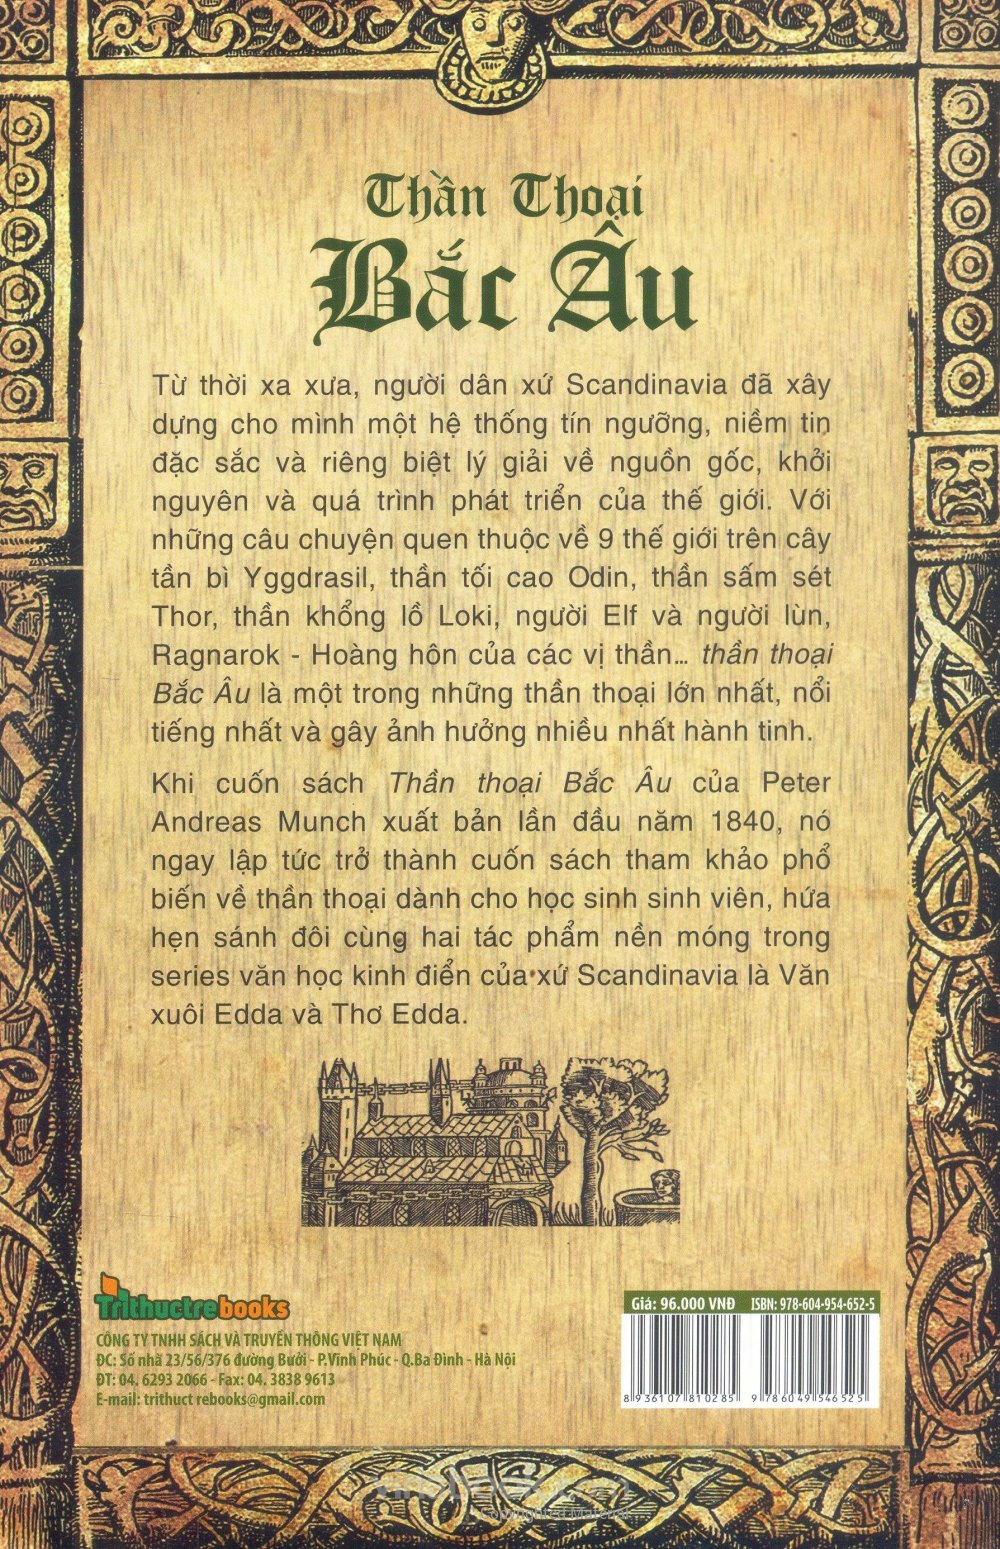 Thần Thoại
Bắc Âu
Từ thời xa xưa, người dân xứ Scandinavia đã xây
dựng cho mình một hệ thống tín ngưỡng, niềm tin
đặc sắc và riêng biệt lý giải về nguồn gốc, khởi
nguyên và quá trình phát triển của thế giới. Với
những câu chuyện quen thuộc về 9 thế giới trên cây
tần bì Yggdrasil, thần tối cao Odin, thần sấm sét
Thor, thần khổng lồ Loki, người Elf và người lùn,
Ragnarok - Hoàng hôn của các vị thần... thần thoại
Bắc Âu là một trong những thần thoại lớn nhất, nổi
tiếng nhất và gây ảnh hưởng nhiều nhất hành tinh.
Khi cuốn sách Thần thoại Bắc Âu của Peter
Andreas Munch xuất bản lần đầu năm 1840, nó
ngay lập tức trở thành cuốn sách tham khảo phổ
biến về thần thoại dành cho học sinh sinh viên, hứa
hẹn sánh đôi cùng hai tác phẩm nền móng trong
series văn học kinh điển của xứ Scandinavia là Văn
xuôi Edda và Thơ Edda.
Trithuctrebooks
CÔNG TY TNHH SÁCH VÀ TRUYỀN THÔNG VIỆT NAM
ĐC: Số nhà 23/56/376 đường Bưởi - P.Vĩnh Phúc - Q.Ba Đình - Hà Nội
ĐT: 04. 6293 2066 - Fax: 04. 3838 9613
E-mail: trithuct rebooks@gmail.com
Giá: 96.000 VNĐ ISBN: 978-604-954-652-5
8 936107 810285 9 786049 546525
Copyrighted Material